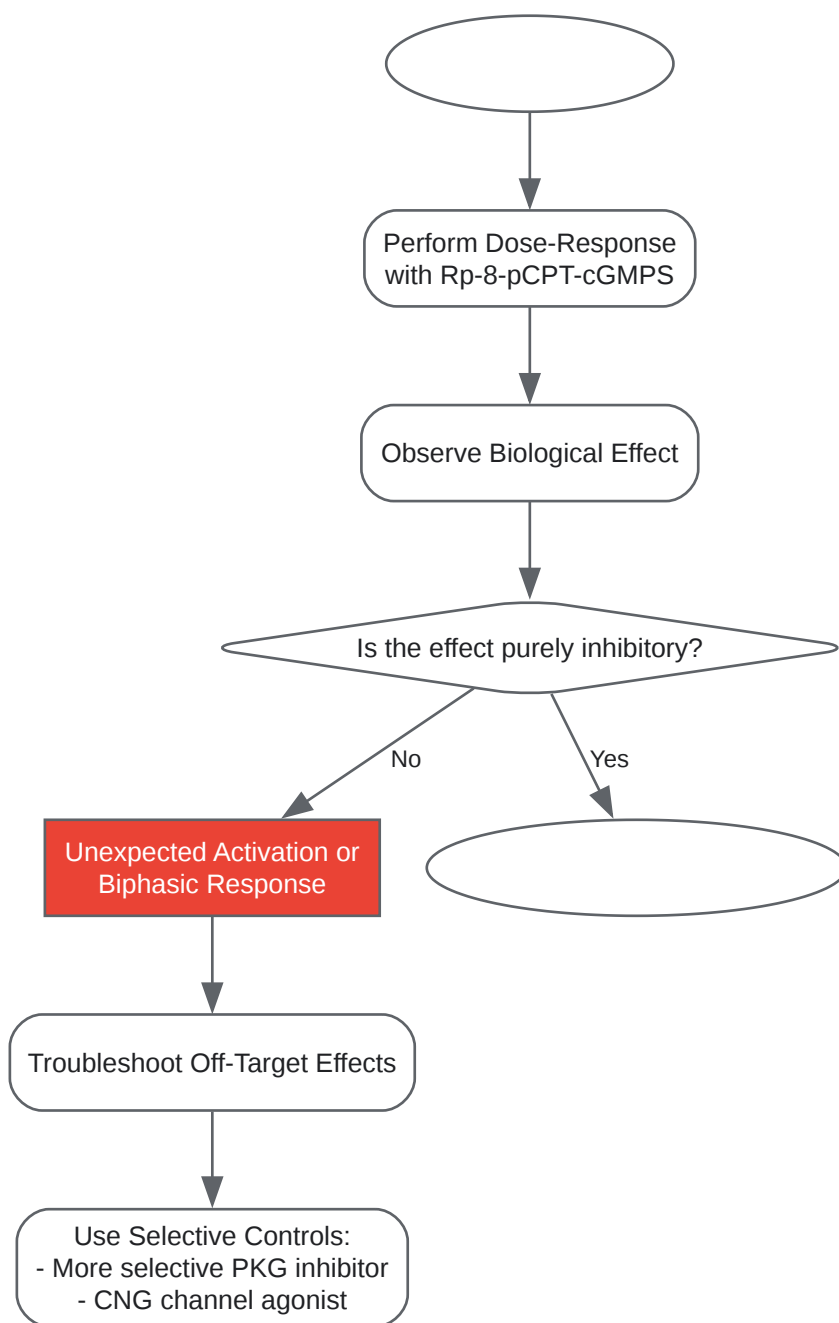 Perform Dose-Response
with Rp-8-pCPT-cGMPS
Observe Biological Effect
Is the effect purely inhibitory?
No
Yes
Unexpected Activation or
Biphasic Response
Troubleshoot Off-Target Effects
Use Selective Controls:
- More selective PKG inhibitor
- CNG channel agonist